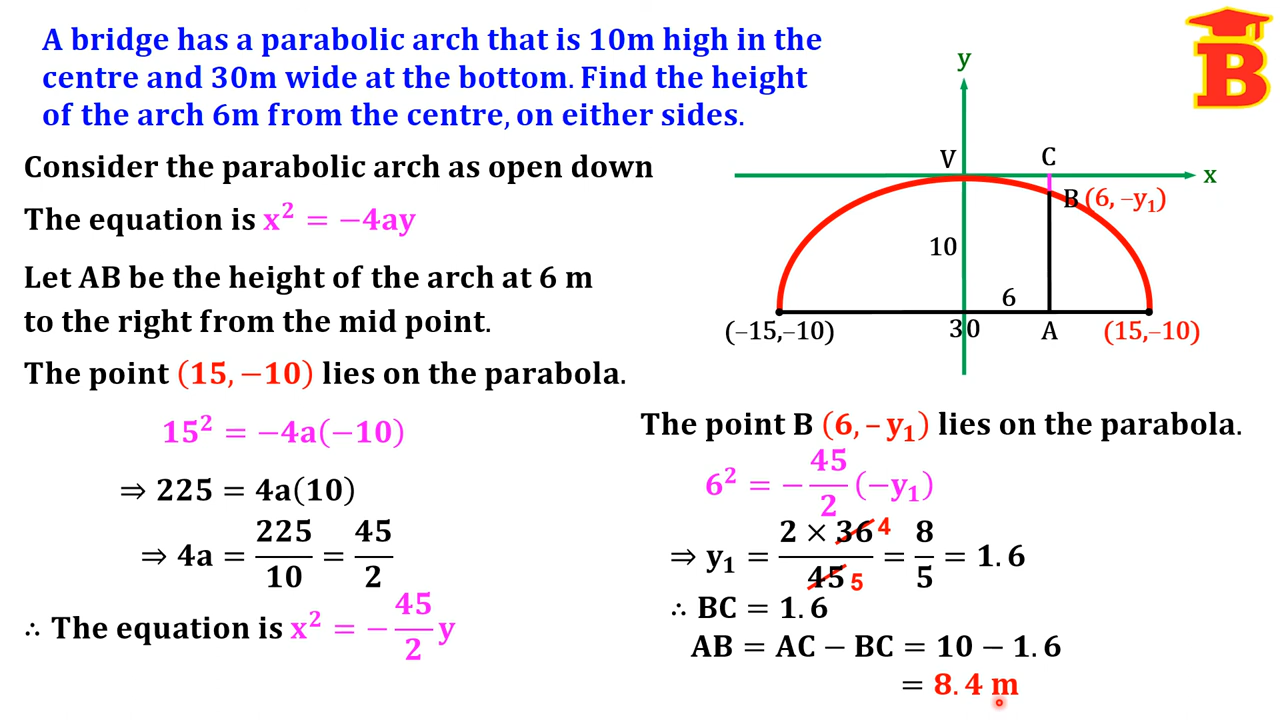 A bridge has a parabolic arch that is 10m high in the
centre and 30m wide at the bottom. Find the height
of the arch 6m from the centre, on either sides.
Consider the parabolic arch as open down
The equation is x² = −4ay
Let AB be the height of the arch at 6 m
to the right from the mid point.
The point (15, −10) lies on the parabola.
15² = −4a(−10)
⇒ 225 = 4a(10)
⇒ 4a = 225/10 = 45/2
∴ The equation is x² = − 45/2 y
B
y
V
C
x
B (6, −y₁)
10
6
(−15,−10)
30
A
(15,−10)
The point B (6, − y₁) lies on the parabola.
6² = − 45/2 (−y₁)
⇒ y₁ = 2 × 36 4 / 45 5 = 8/5 = 1.6
∴ BC = 1.6
AB = AC − BC = 10 − 1.6
= 8.4 m